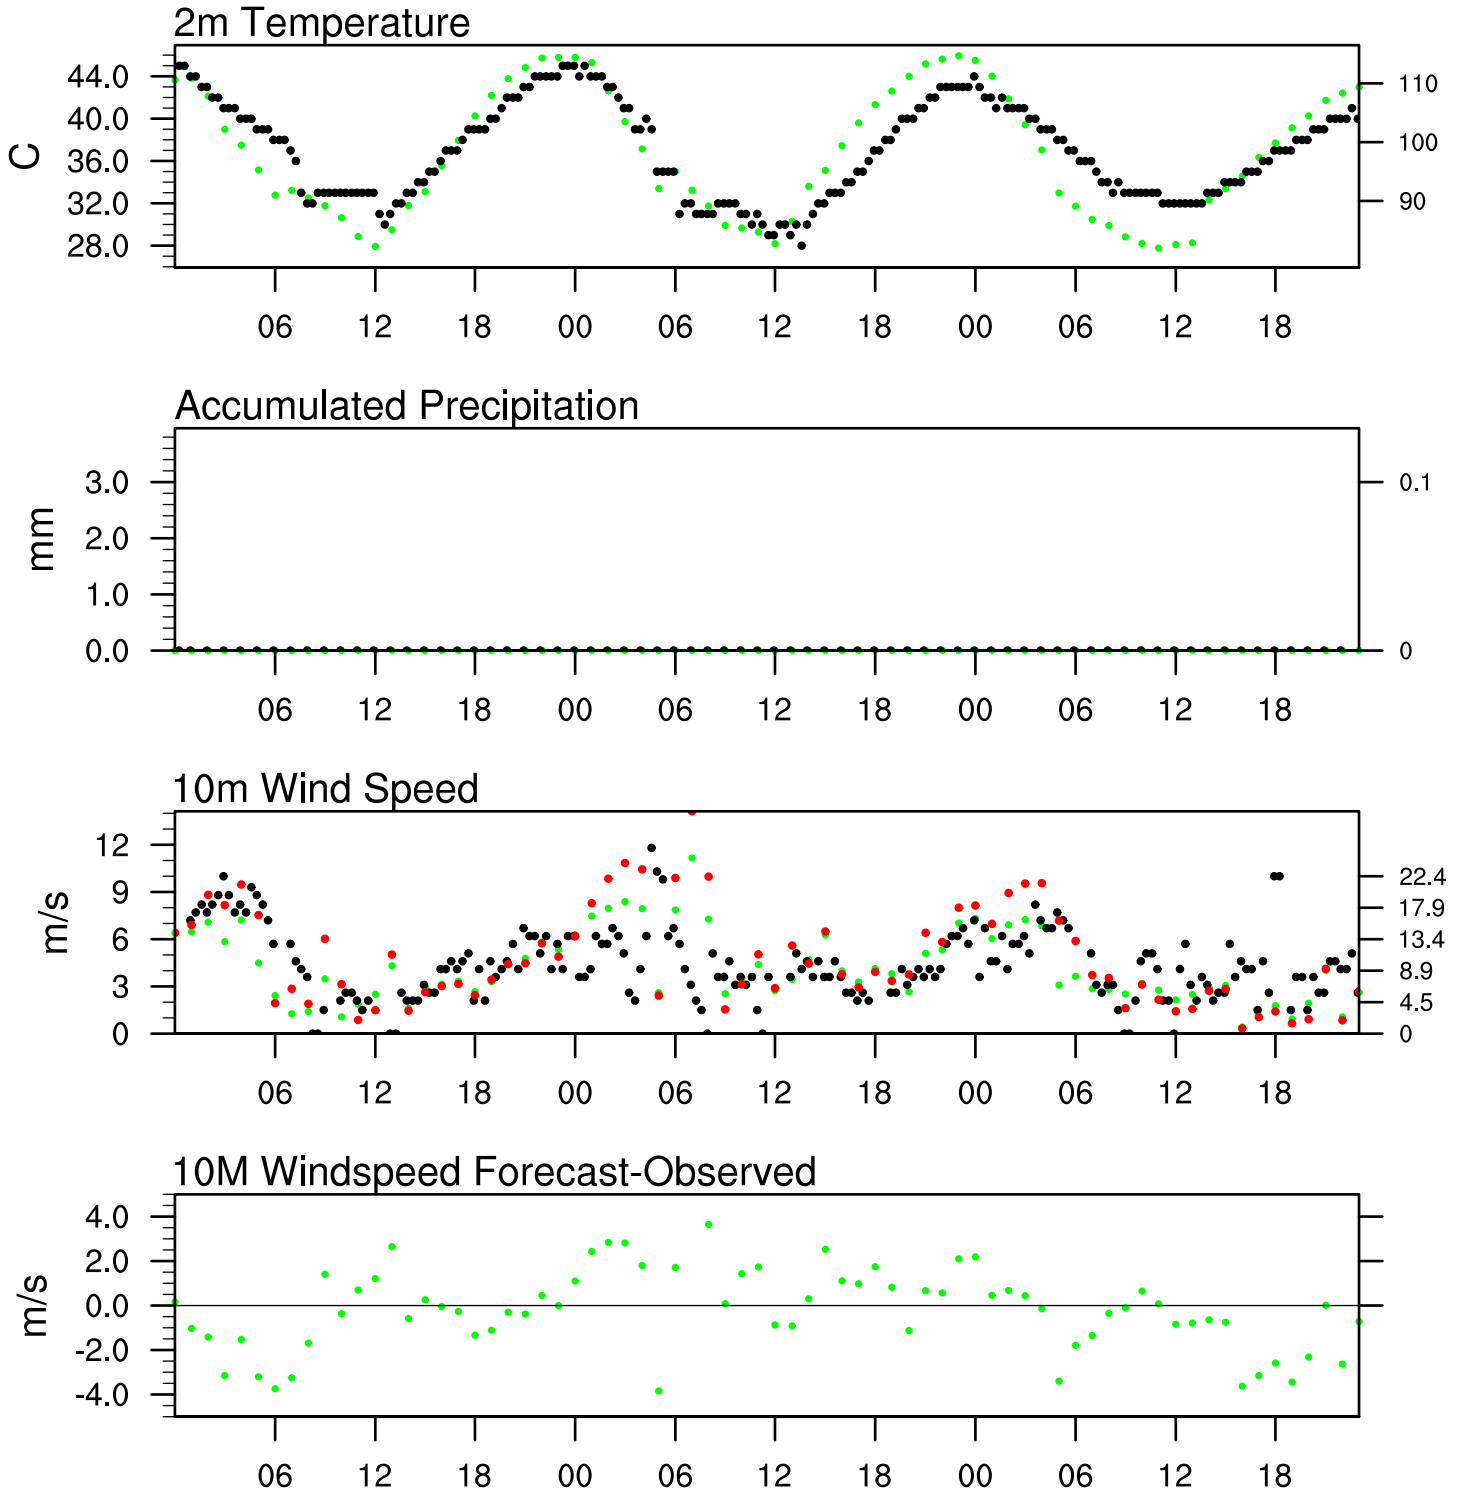 2m Temperature
44.0
40.0
36.0
32.0
28.0
C
110
100
90
06 12 18 00 06 12 18 00 06 12 18
Accumulated Precipitation
3.0
2.0
1.0
0.0
mm
0.1
0
06 12 18 00 06 12 18 00 06 12 18
10m Wind Speed
12
9
6
3
0
m/s
22.4
17.9
13.4
8.9
4.5
0
06 12 18 00 06 12 18 00 06 12 18
10M Windspeed Forecast-Observed
4.0
2.0
0.0
-2.0
-4.0
m/s
06 12 18 00 06 12 18 00 06 12 18